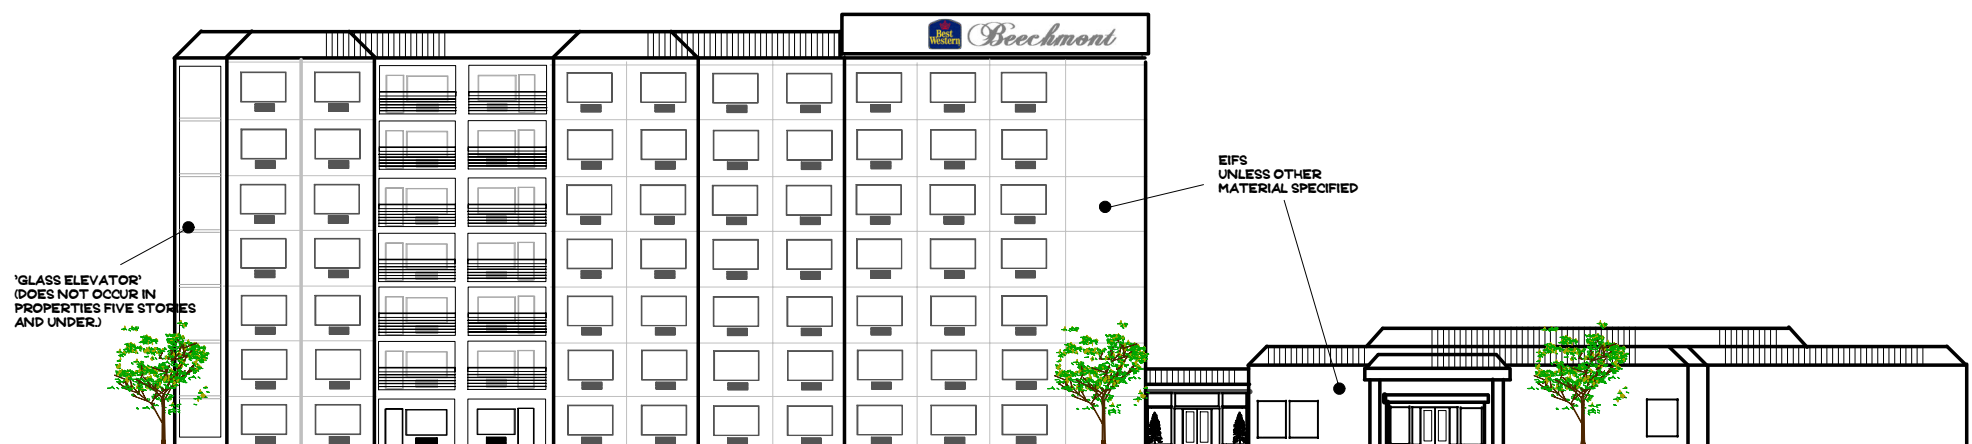 Best
Western
Beechmont
EIFS
UNLESS OTHER
MATERIAL SPECIFIED
'GLASS ELEVATOR'
(DOES NOT OCCUR IN
PROPERTIES FIVE STORIES
AND UNDER.)